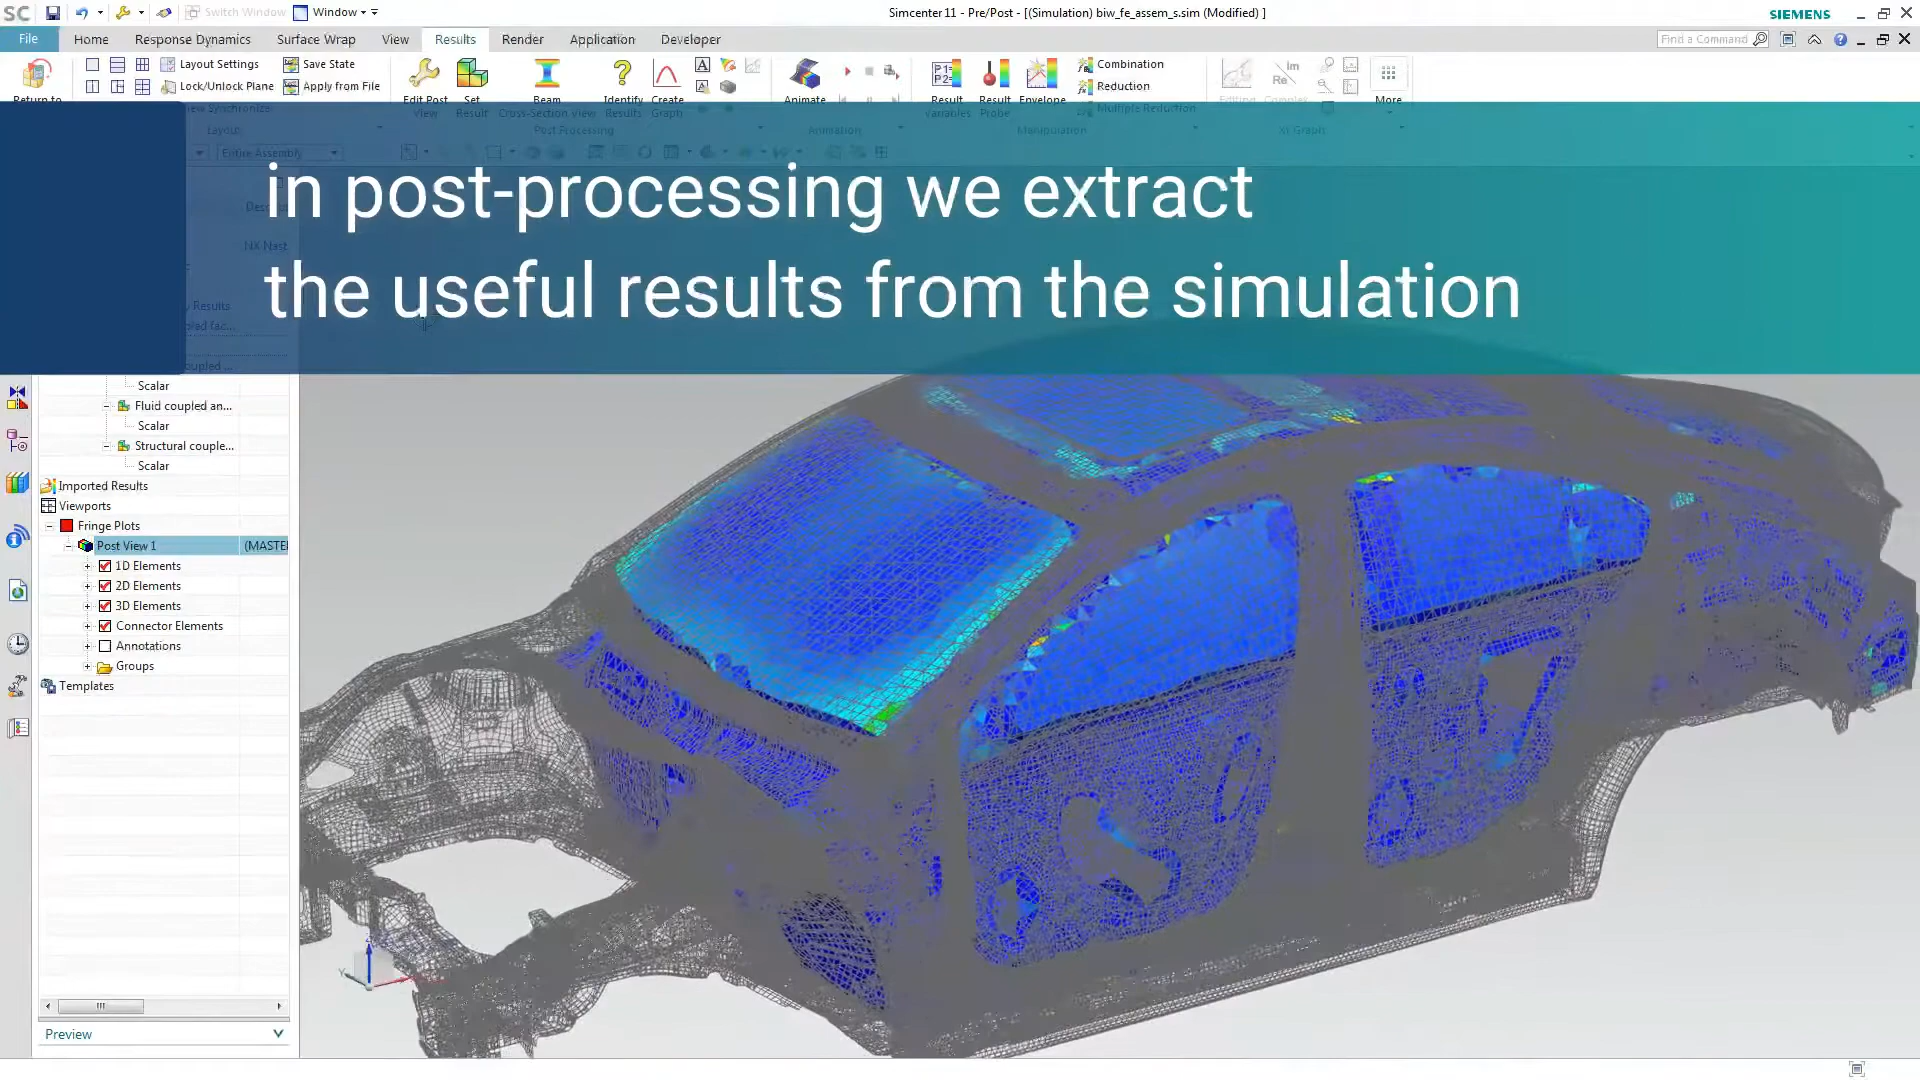 SC Switch Window Window Simcenter 11 - Pre/Post - [(Simulation) biw_fe_assem_s.sim (Modified) ] SIEMENS
File Home Response Dynamics Surface Wrap View Results Render Application Developer Find a Command
Layout Settings Save State Combination
Lock/Unlock Plane Apply from File Reduction
Return to Edit Post View Set Result Beam Cross-Section View Identify Results Create Graph Animate Result Variables Result Probe Envelope Multiple Reduction More
Layout Post Processing Animation Manipulation XY Graph
Entire Assembly
in post-processing we extract
the useful results from the simulation
NX Nast
Results
Scalar
Fluid coupled an...
Scalar
Structural couple...
Scalar
Imported Results
Viewports
Fringe Plots
Post View 1 (MASTE
1D Elements
2D Elements
3D Elements
Connector Elements
Annotations
Groups
Templates
Y
Preview